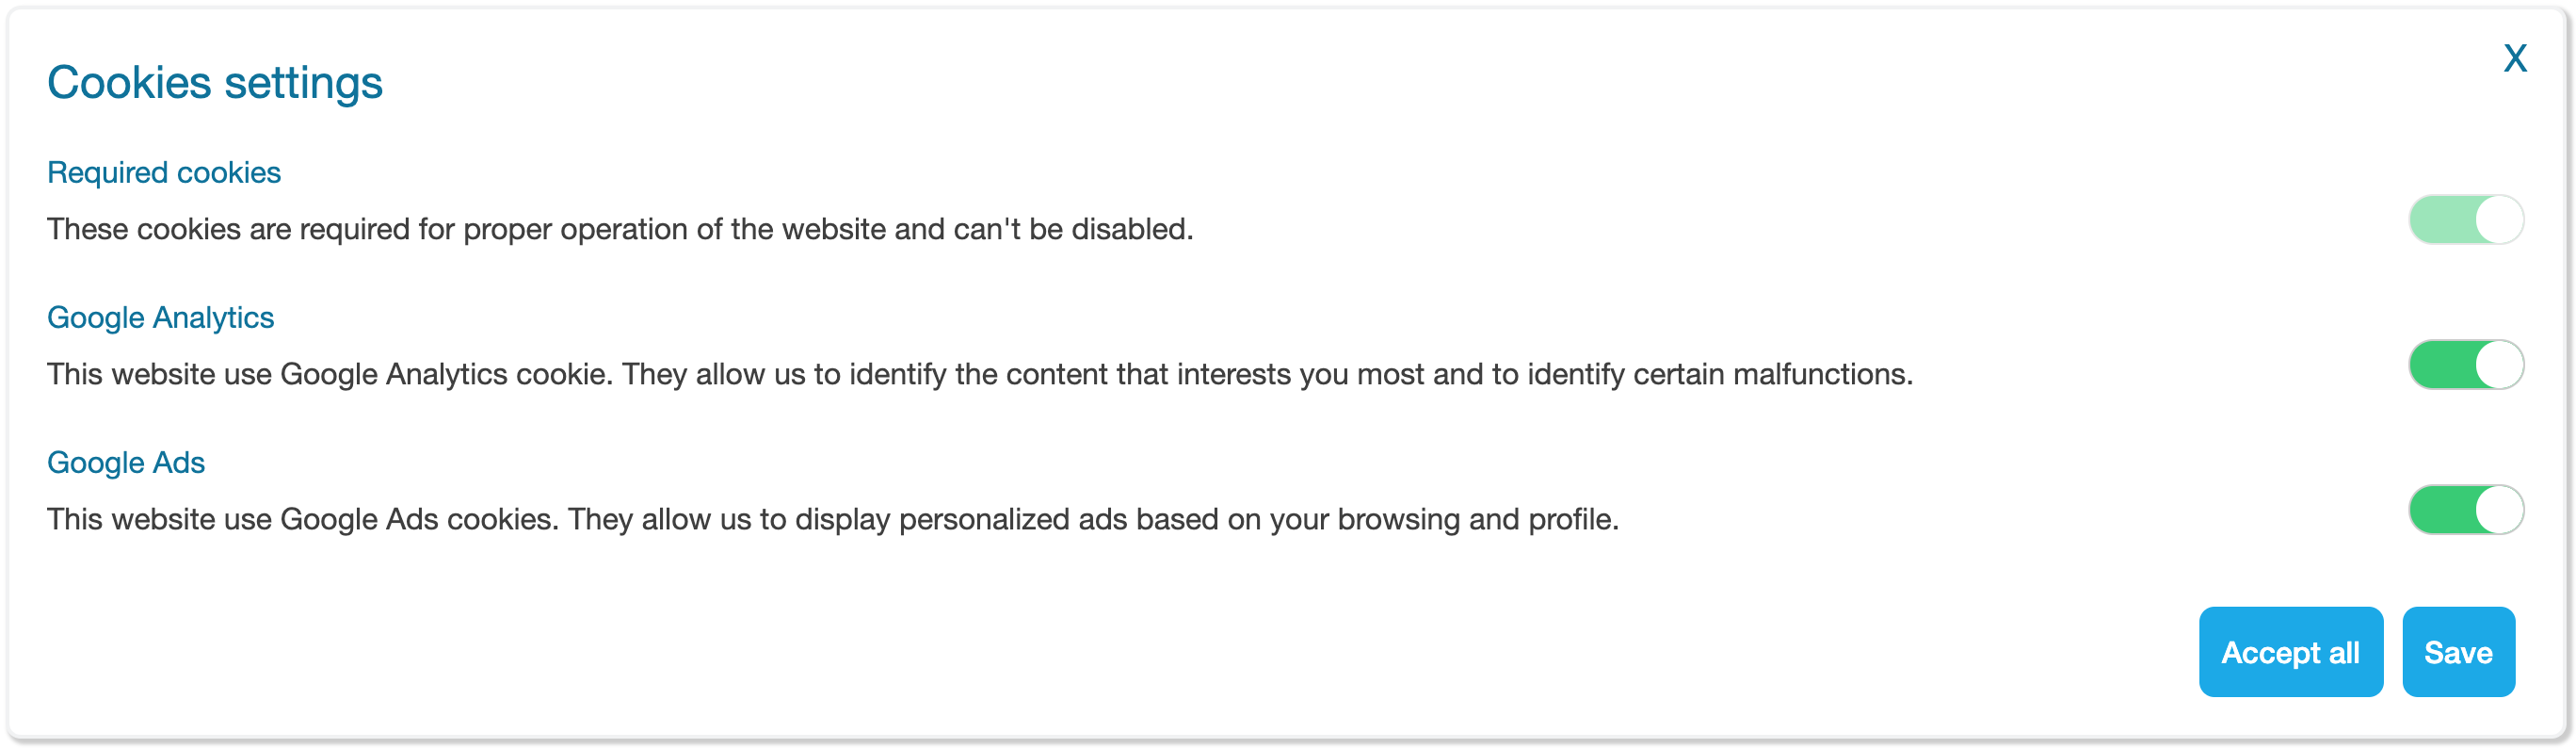 Cookies settings
X
Required cookies
These cookies are required for proper operation of the website and can't be disabled.
Google Analytics
This website use Google Analytics cookie. They allow us to identify the content that interests you most and to identify certain malfunctions.
Google Ads
This website use Google Ads cookies. They allow us to display personalized ads based on your browsing and profile.
Accept all
Save